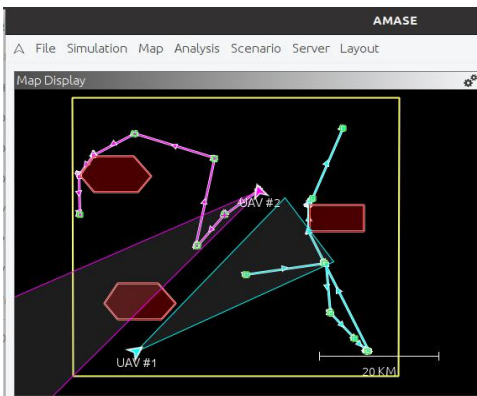 AMASE
File Simulation Map Analysis Scenario Server Layout
Map Display
UAV #2
UAV #1
20 KM